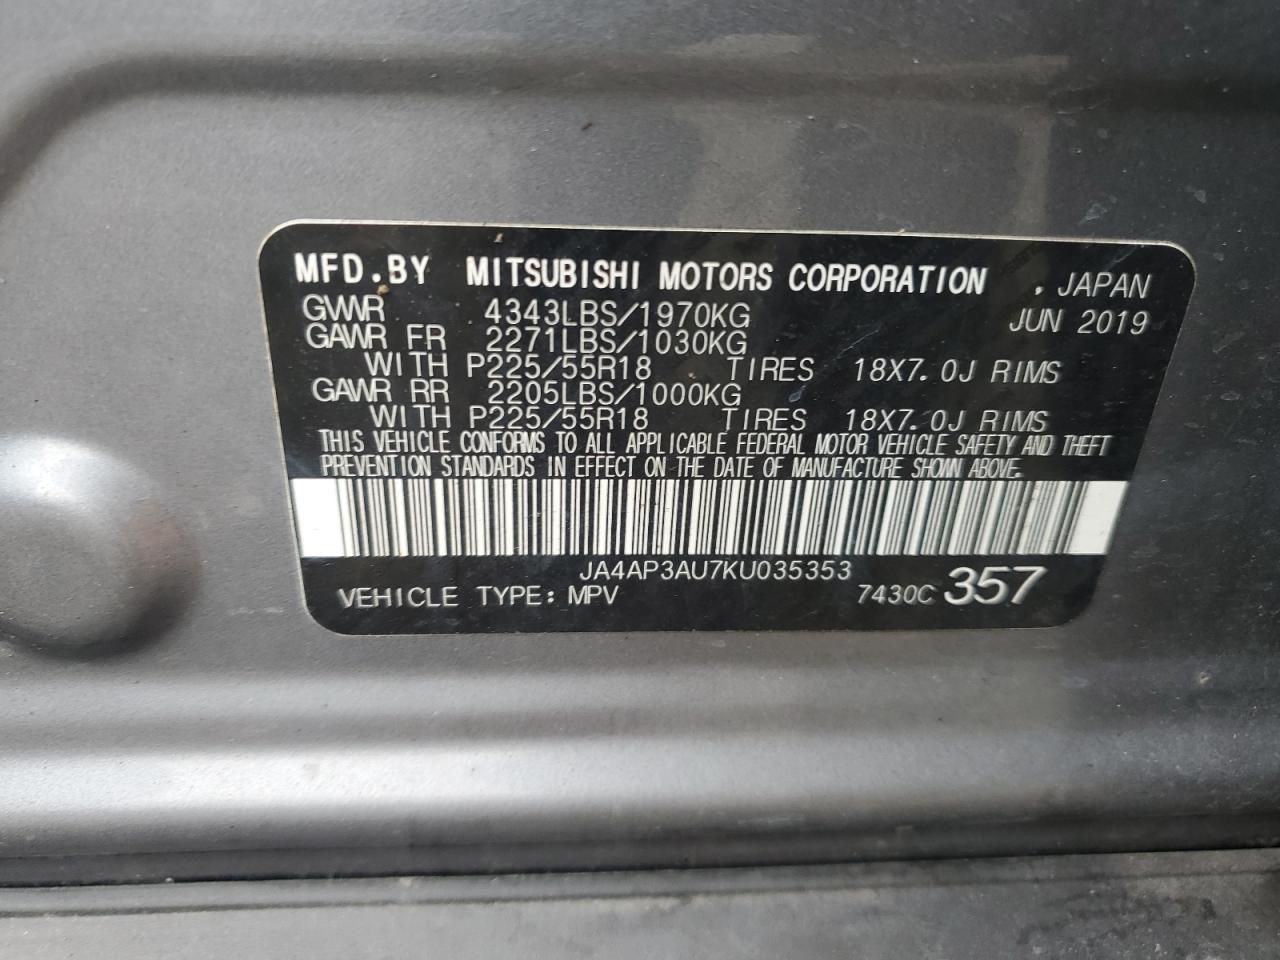 MFD.BY MITSUBISHI MOTORS CORPORATION . JAPAN
GVWR 4343LBS/1970KG JUN 2019
GAWR FR 2271LBS/1030KG
WITH P225/55R18 TIRES 18X7.0J RIMS
GAWR RR 2205LBS/1000KG
WITH P225/55R18 TIRES 18X7.0J RIMS
THIS VEHICLE CONFORMS TO ALL APPLICABLE FEDERAL MOTOR VEHICLE SAFETY AND THEFT
PREVENTION STANDARDS IN EFFECT ON THE DATE OF MANUFACTURE SHOWN ABOVE.
JA4AP3AU7KU035353
VEHICLE TYPE: MPV 7430C 357